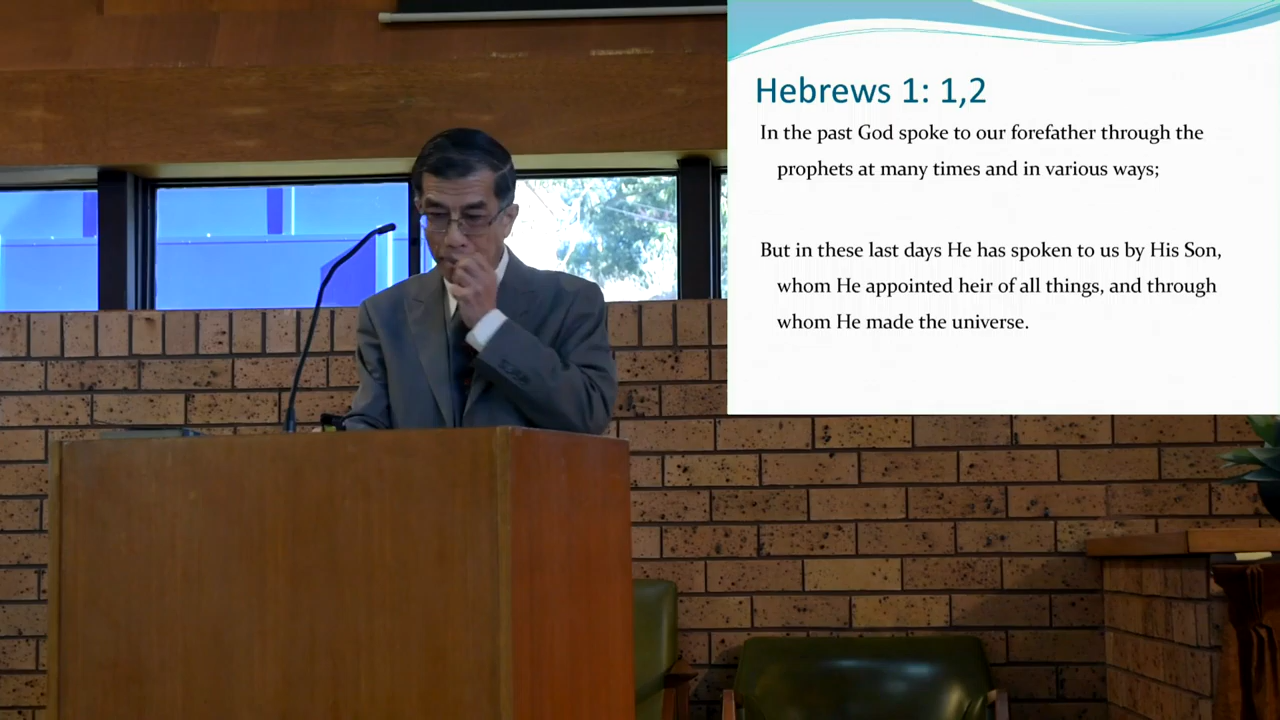 Hebrews 1: 1,2
In the past God spoke to our forefather through the
prophets at many times and in various ways;
But in these last days He has spoken to us by His Son,
whom He appointed heir of all things, and through
whom He made the universe.